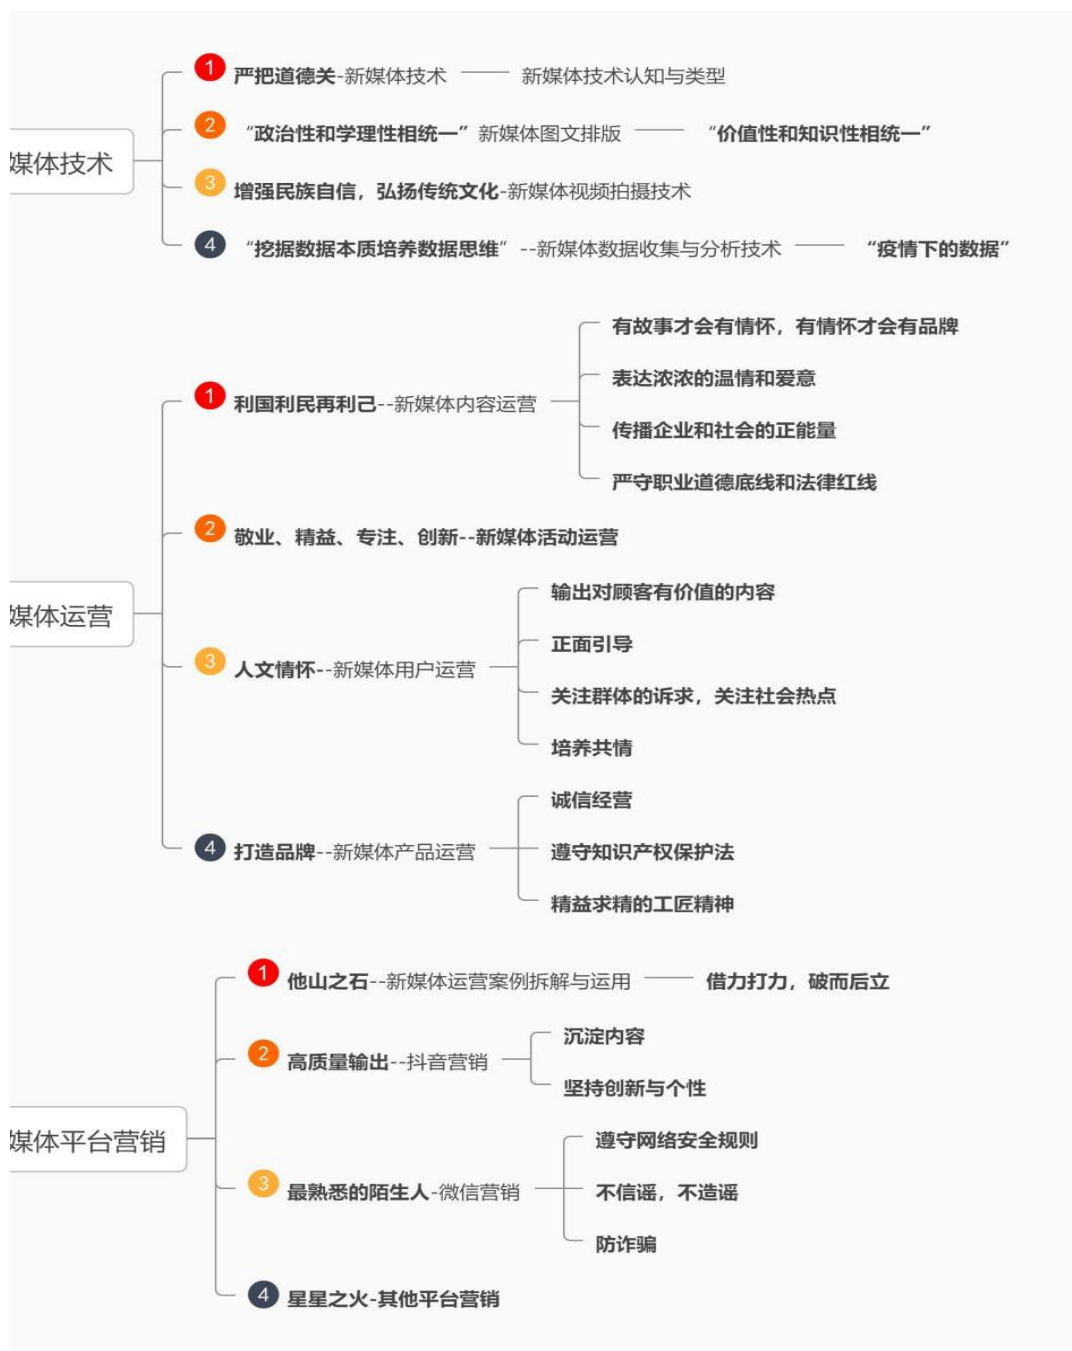 媒体技术
1 严把道德关-新媒体技术 新媒体技术认知与类型
2 “政治性和学理性相统一”新媒体图文排版 “价值性和知识性相统一”
3 增强民族自信，弘扬传统文化-新媒体视频拍摄技术
4 “挖据数据本质培养数据思维”--新媒体数据收集与分析技术 “疫情下的数据”
媒体运营
1 利国利民再利己--新媒体内容运营
有故事才会有情怀，有情怀才会有品牌
表达浓浓的温情和爱意
传播企业和社会的正能量
严守职业道德底线和法律红线
2 敬业、精益、专注、创新--新媒体活动运营
3 人文情怀--新媒体用户运营
输出对顾客有价值的内容
正面引导
关注群体的诉求，关注社会热点
培养共情
4 打造品牌--新媒体产品运营
诚信经营
遵守知识产权保护法
精益求精的工匠精神
媒体平台营销
1 他山之石--新媒体运营案例拆解与运用 借力打力，破而后立
2 高质量输出--抖音营销
沉淀内容
坚持创新与个性
3 最熟悉的陌生人-微信营销
遵守网络安全规则
不信谣，不造谣
防诈骗
4 星星之火-其他平台营销